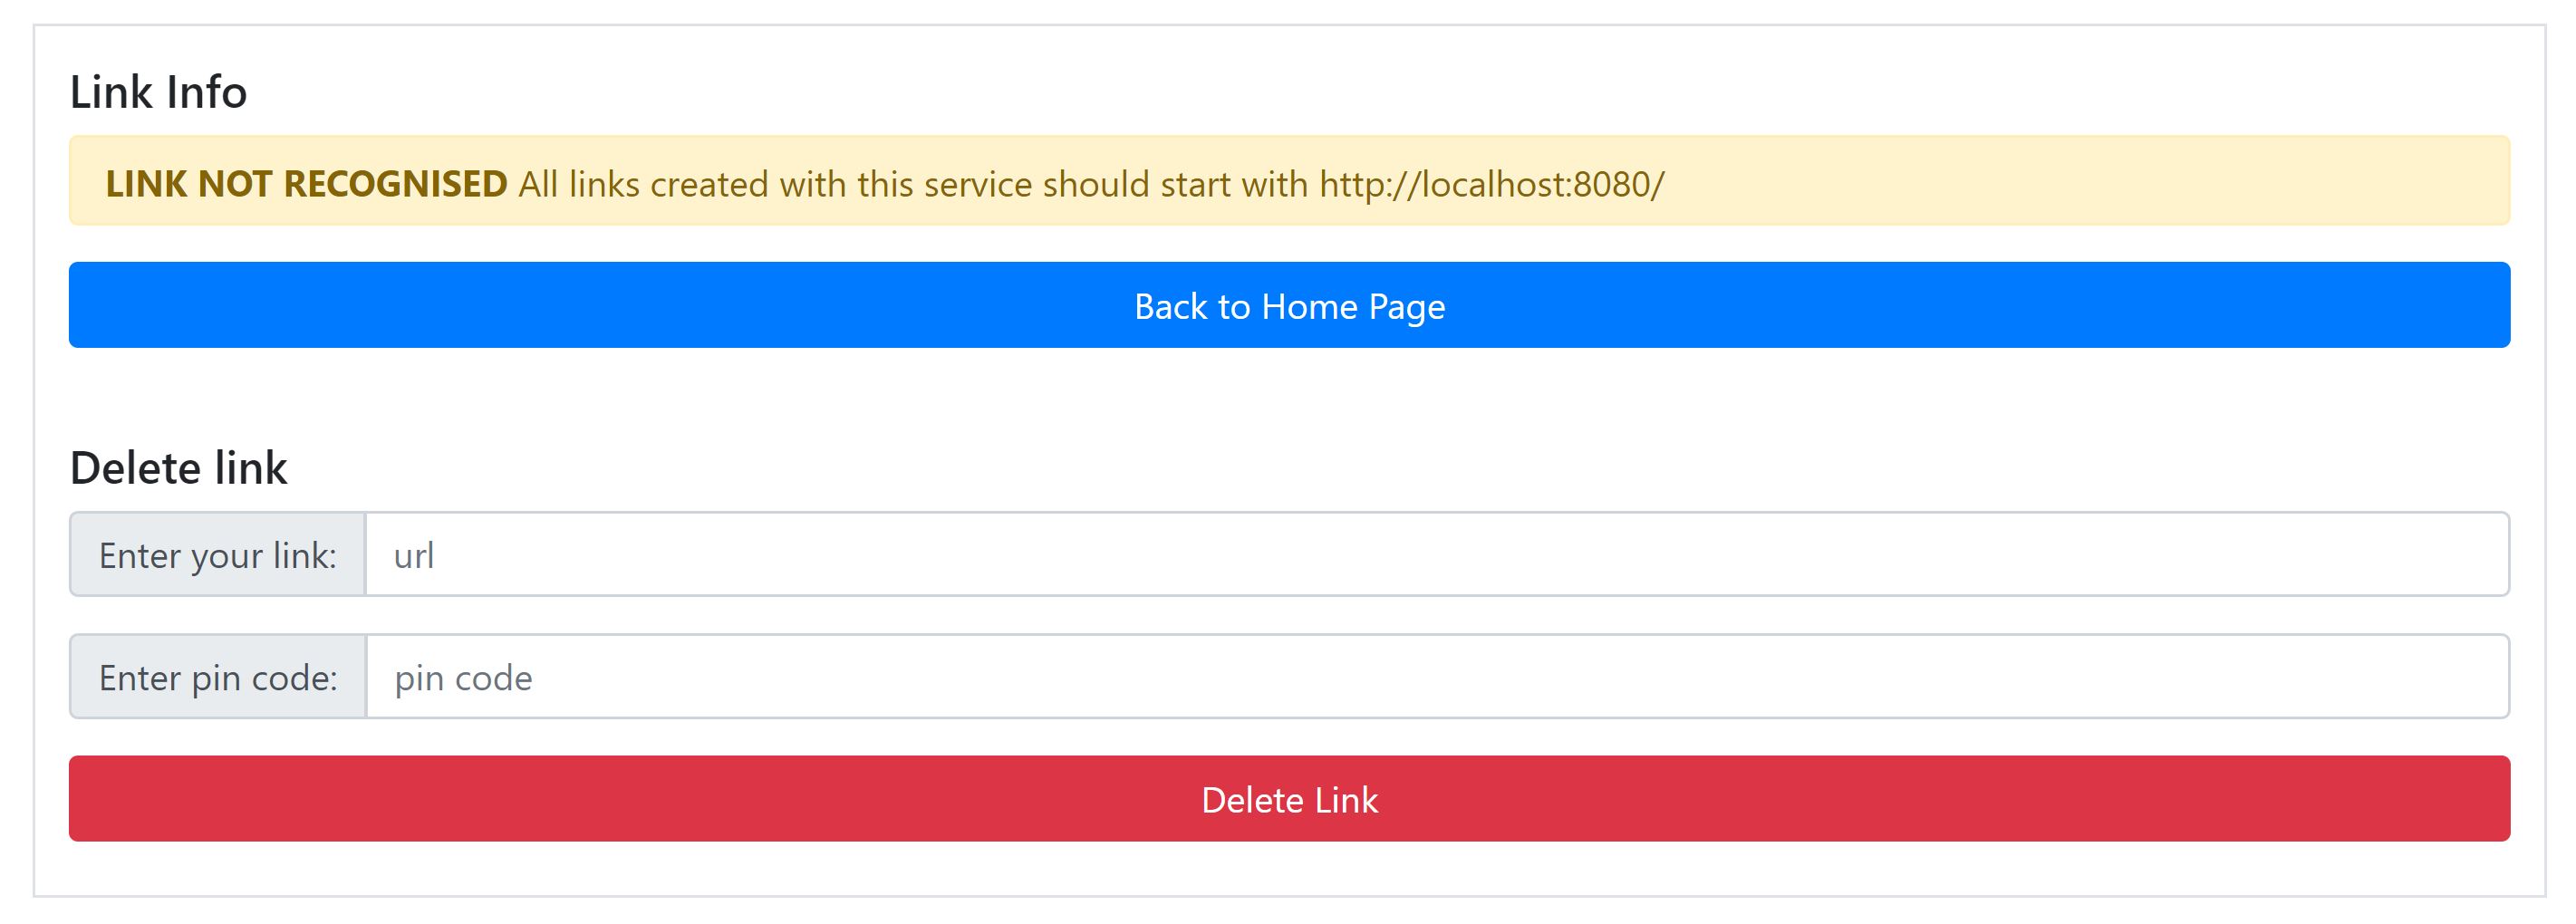 Link Info
LINK NOT RECOGNISED All links created with this service should start with http://localhost:8080/
Back to Home Page
Delete link
Enter your link: url
Enter pin code: pin code
Delete Link